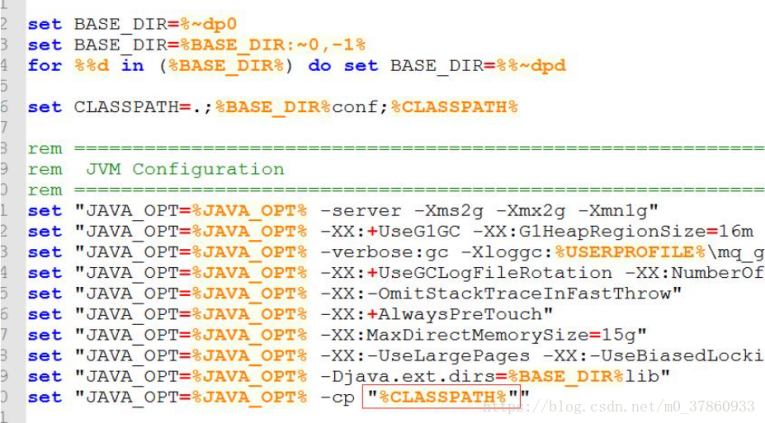 2 set BASE_DIR=%~dp0
3 set BASE_DIR=%BASE_DIR:~0,-1%
4 for %%d in (%BASE_DIR%) do set BASE_DIR=%%~dpd
5
6 set CLASSPATH=.;%BASE_DIR%conf;%CLASSPATH%
7
8 rem ===========================================================
9 rem  JVM Configuration
0 rem ===========================================================
1 set "JAVA_OPT=%JAVA_OPT% -server -Xms2g -Xmx2g -Xmn1g"
2 set "JAVA_OPT=%JAVA_OPT% -XX:+UseG1GC -XX:G1HeapRegionSize=16m
3 set "JAVA_OPT=%JAVA_OPT% -verbose:gc -Xloggc:%USERPROFILE%\mq_g
4 set "JAVA_OPT=%JAVA_OPT% -XX:+UseGCLogFileRotation -XX:NumberOf
5 set "JAVA_OPT=%JAVA_OPT% -XX:-OmitStackTraceInFastThrow"
6 set "JAVA_OPT=%JAVA_OPT% -XX:+AlwaysPreTouch"
7 set "JAVA_OPT=%JAVA_OPT% -XX:MaxDirectMemorySize=15g"
8 set "JAVA_OPT=%JAVA_OPT% -XX:-UseLargePages -XX:-UseBiasedLocki
9 set "JAVA_OPT=%JAVA_OPT% -Djava.ext.dirs=%BASE_DIR%lib"
0 set "JAVA_OPT=%JAVA_OPT% -cp "%CLASSPATH%""
1
https://blog.csdn.net/m0_37860933